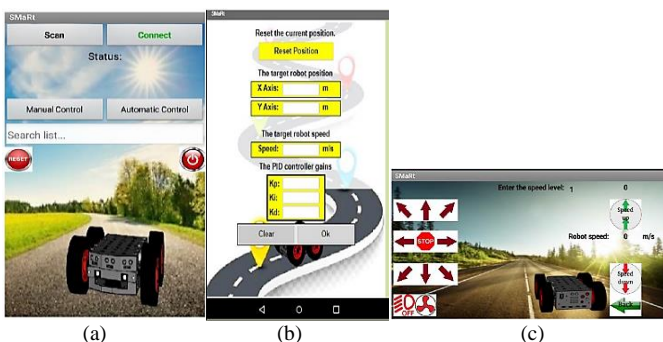 SMaRt
Scan Connect
Status:
Manual Control Automatic Control
Search list...
RESET
(a)
SMaRt
Reset the current position.
Reset Position
The target robot position
X Axis: m
Y Axis: m
The target robot speed
Speed: m/s
The PID controller gains
Kp:
Ki:
Kd:
Clear Ok
(b)
SMaRt
Enter the speed level: 1 0
Speed
up
STOP
Robot speed: 0 m/s
Speed
down
OFF
Back
(c)